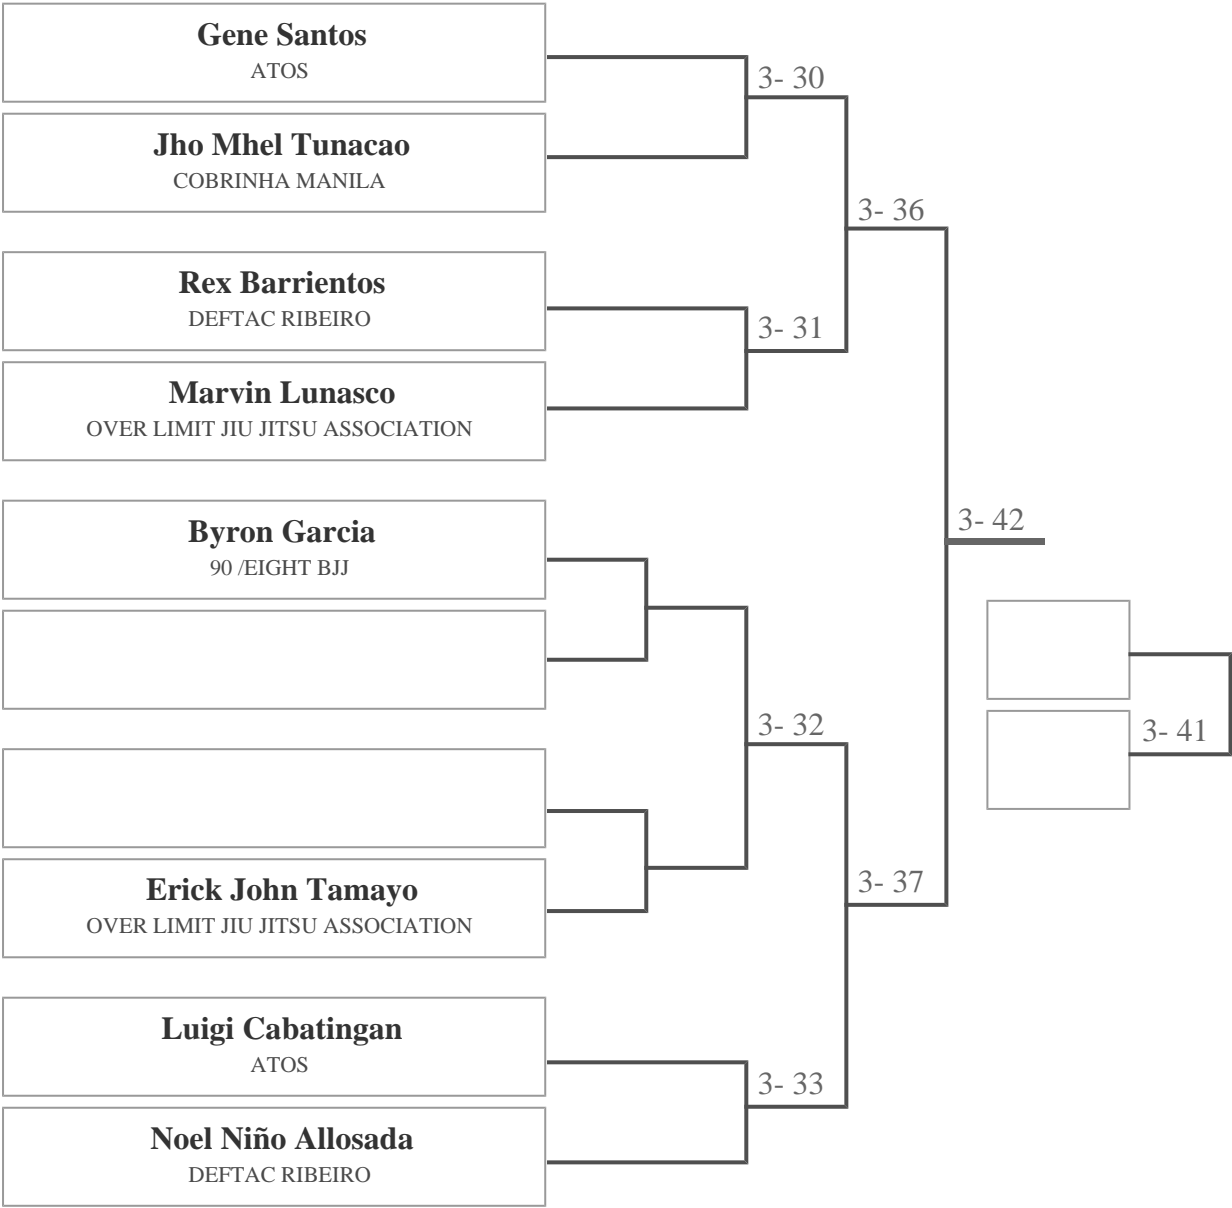 Gene Santos
ATOS
3- 30
Jho Mhel Tunacao
COBRINHA MANILA
3- 36
Rex Barrientos
DEFTAC RIBEIRO
3- 31
Marvin Lunasco
OVER LIMIT JIU JITSU ASSOCIATION
Byron Garcia
90 /EIGHT BJJ
3- 42
3- 32
3- 41
Erick John Tamayo
OVER LIMIT JIU JITSU ASSOCIATION
3- 37
Luigi Cabatingan
ATOS
3- 33
Noel Niño Allosada
DEFTAC RIBEIRO